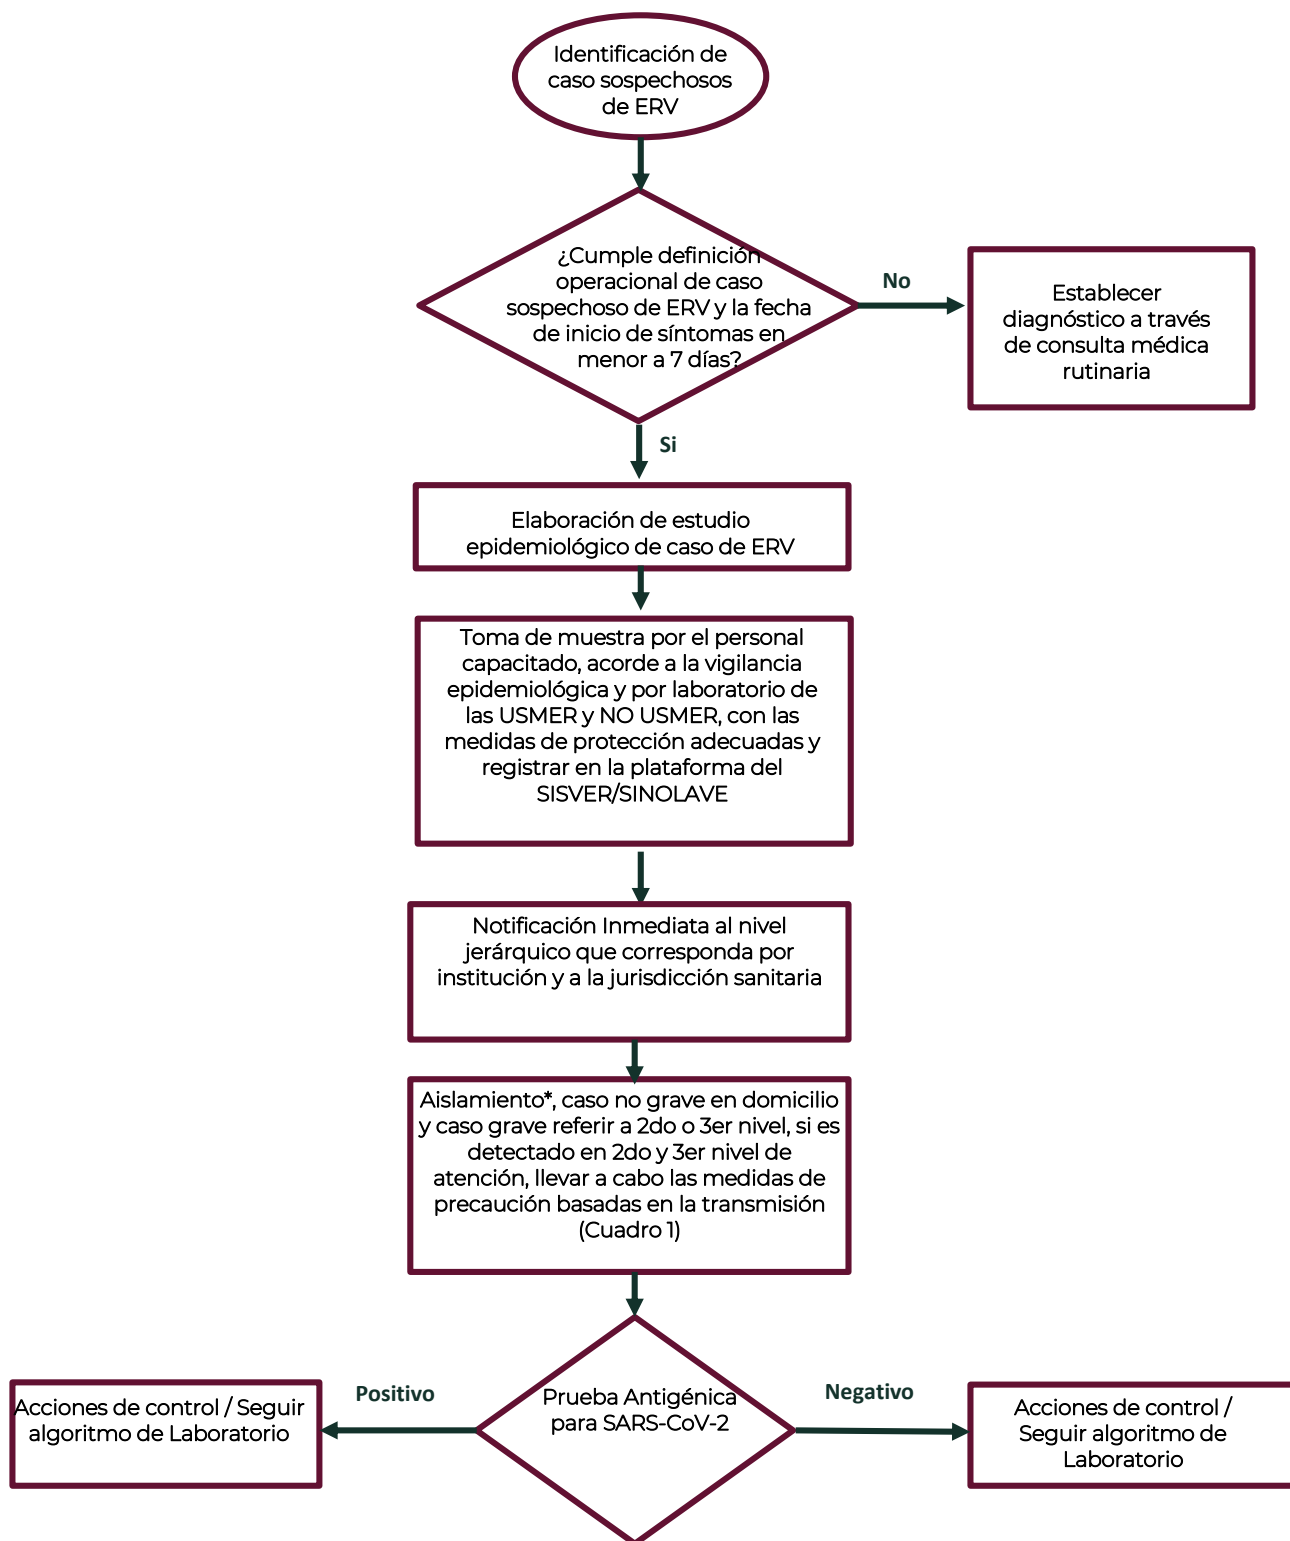 Identificación de
caso sospechosos
de ERV
¿Cumple definición
operacional de caso
sospechoso de ERV y la fecha
de inicio de síntomas en
menor a 7 días?
No
Establecer
diagnóstico a través
de consulta médica
rutinaria
Si
Elaboración de estudio
epidemiológico de caso de ERV
Toma de muestra por el personal
capacitado, acorde a la vigilancia
epidemiológica y por laboratorio de
las USMER y NO USMER, con las
medidas de protección adecuadas y
registrar en la plataforma del
SISVER/SINOLAVE
Notificación Inmediata al nivel
jerárquico que corresponda por
institución y a la jurisdicción sanitaria
Aislamiento*, caso no grave en domicilio
y caso grave referir a 2do o 3er nivel, si es
detectado en 2do y 3er nivel de
atención, llevar a cabo las medidas de
precaución basadas en la transmisión
(Cuadro 1)
Prueba Antigénica
para SARS-CoV-2
Positivo
Acciones de control / Seguir
algoritmo de Laboratorio
Negativo
Acciones de control /
Seguir algoritmo de
Laboratorio